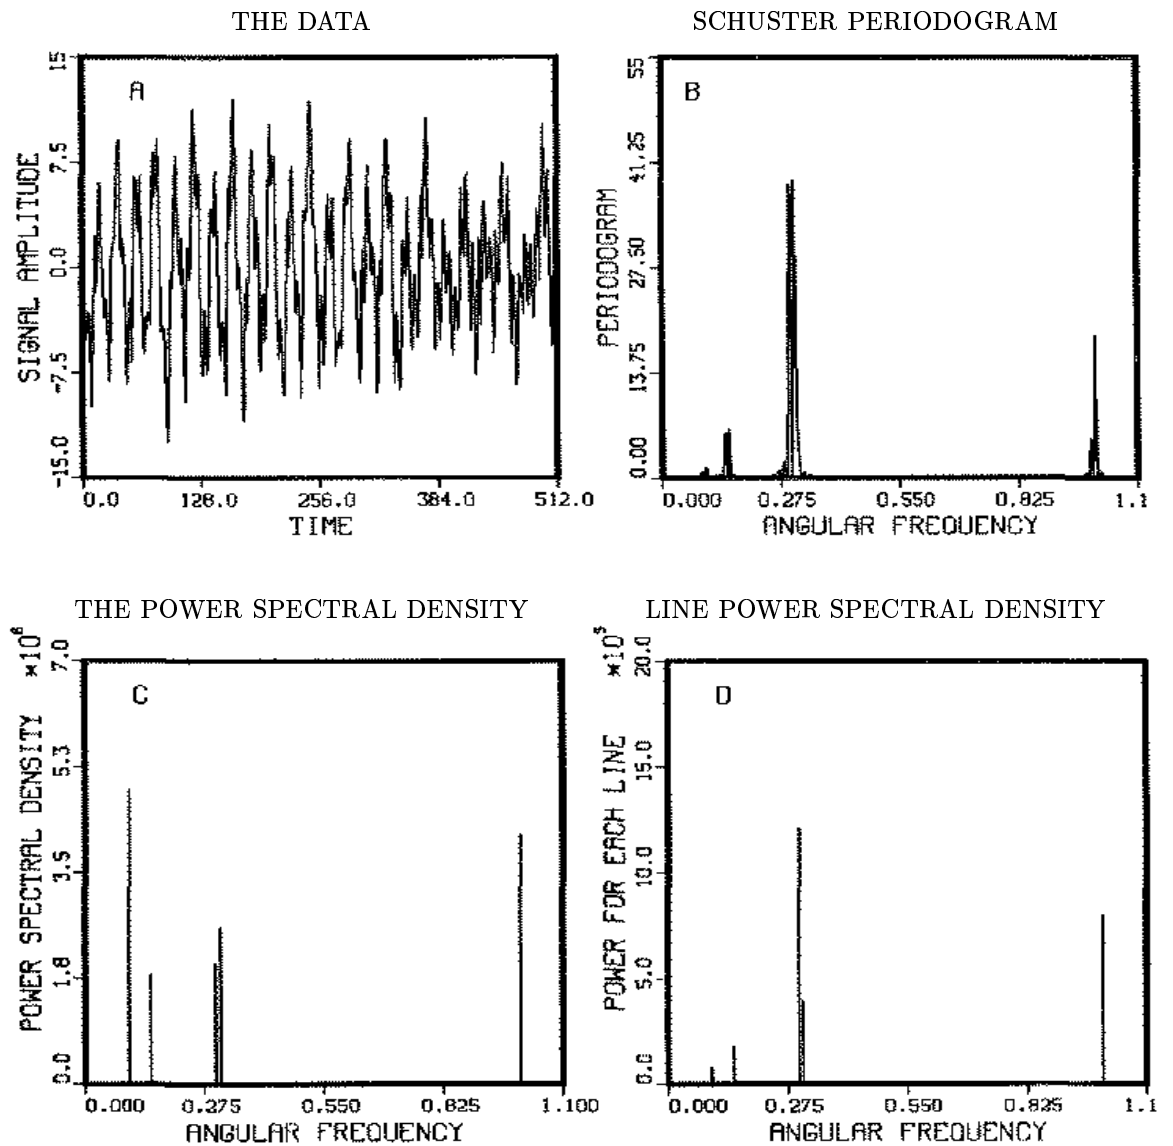 THE DATA
A
SIGNAL AMPLITUDE
15
7.5
0.0
-7.5
-15.0
0.0 128.0 256.0 384.0 512.0
TIME
SCHUSTER PERIODOGRAM
B
PERIODOGRAM
55
41.25
27.50
13.75
0.00
0.000 0.275 0.550 0.825 1.1
ANGULAR FREQUENCY
THE POWER SPECTRAL DENSITY
C
POWER SPECTRAL DENSITY *10⁶
7.0
5.3
3.5
1.8
0.0
0.000 0.275 0.550 0.825 1.100
ANGULAR FREQUENCY
LINE POWER SPECTRAL DENSITY
D
POWER FOR EACH LINE *10⁵
20.0
15.0
10.0
5.0
0.0
0.000 0.275 0.550 0.825 1.1
ANGULAR FREQUENCY